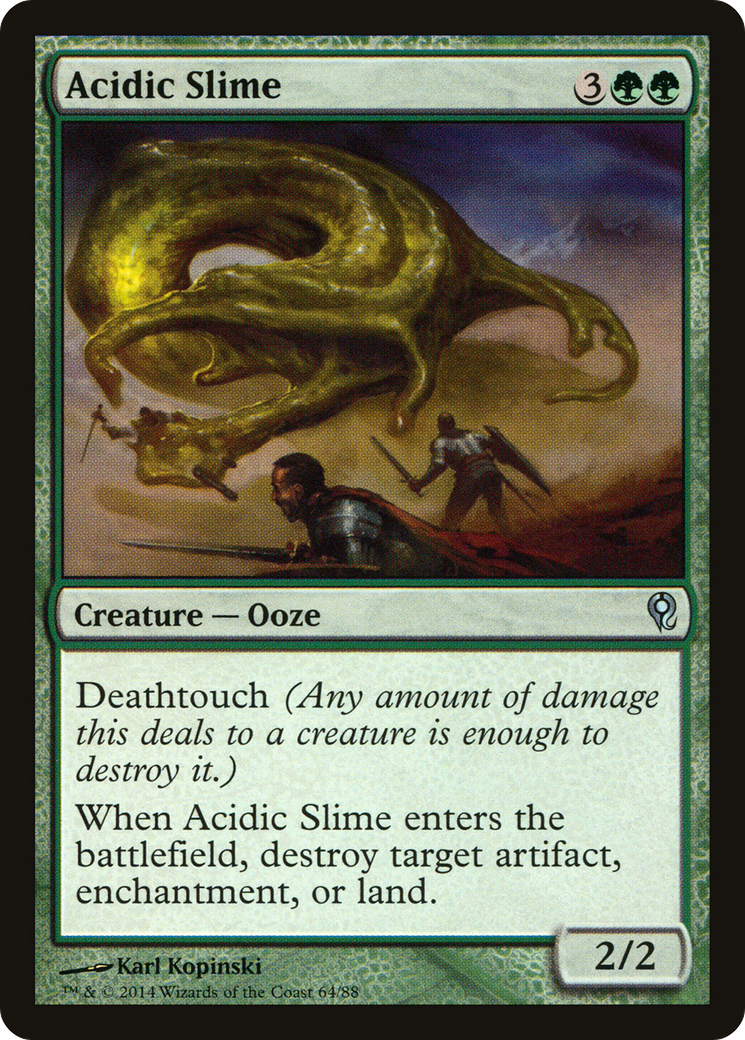 Acidic Slime 3
Creature — Ooze
Deathtouch (Any amount of damage
this deals to a creature is enough to
destroy it.)
When Acidic Slime enters the
battlefield, destroy target artifact,
enchantment, or land.
2/2
Karl Kopinski
™ & © 2014 Wizards of the Coast 64/88